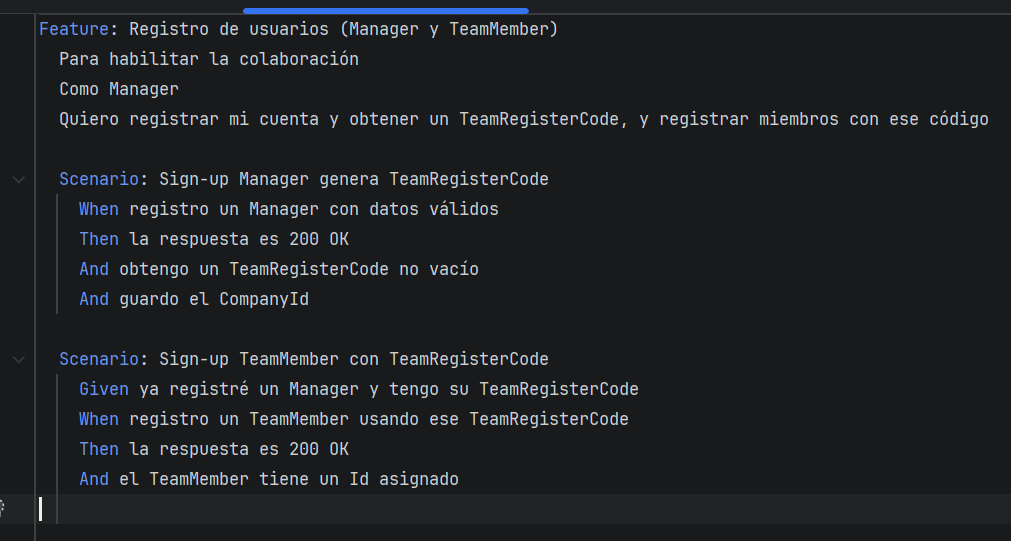 Feature: Registro de usuarios (Manager y TeamMember)
Para habilitar la colaboración
Como Manager
Quiero registrar mi cuenta y obtener un TeamRegisterCode, y registrar miembros con ese código
Scenario: Sign-up Manager genera TeamRegisterCode
When registro un Manager con datos válidos
Then la respuesta es 200 OK
And obtengo un TeamRegisterCode no vacío
And guardo el CompanyId
Scenario: Sign-up TeamMember con TeamRegisterCode
Given ya registré un Manager y tengo su TeamRegisterCode
When registro un TeamMember usando ese TeamRegisterCode
Then la respuesta es 200 OK
And el TeamMember tiene un Id asignado